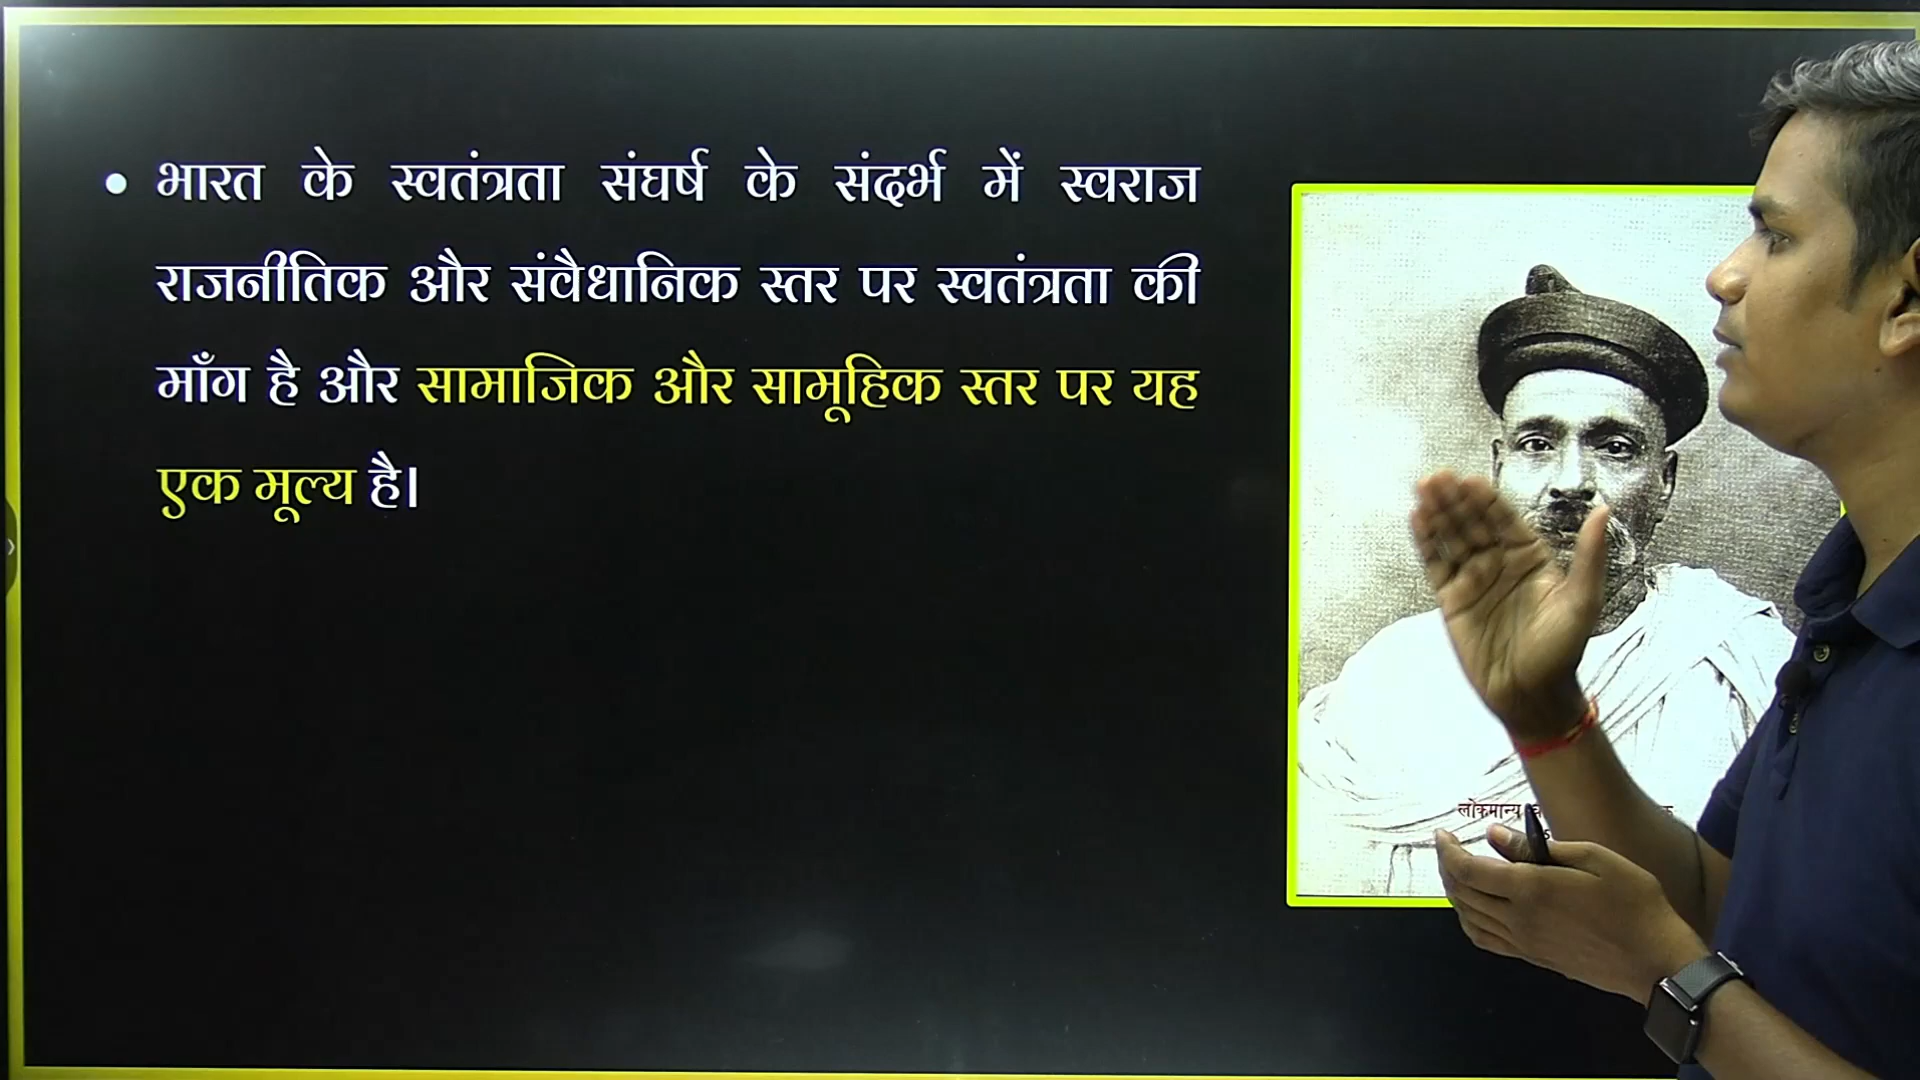 • भारत के स्वतंत्रता संघर्ष के संदर्भ में स्वराज
राजनीतिक और संवैधानिक स्तर पर स्वतंत्रता की
माँग है और सामाजिक और सामूहिक स्तर पर यह
एक मूल्य है।
लोकमान्य